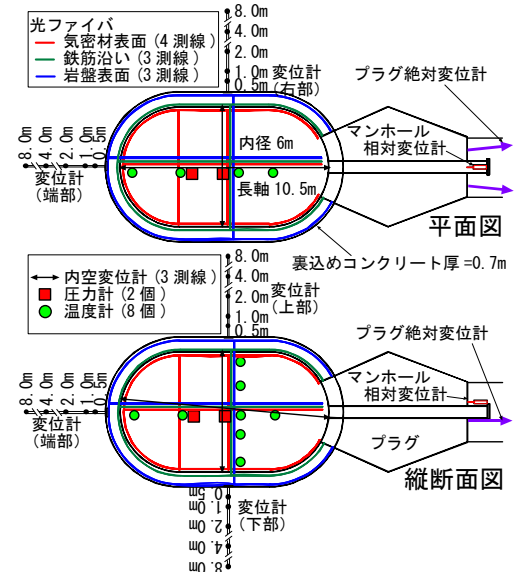 光ファイバ
気密材表面(4測線)
鉄筋沿い(3測線)
岩盤表面(3測線)
8.0m
4.0m
2.0m
1.0m
0.5m
変位計
(右部)
プラグ絶対変位計
マンホール
相対変位計
8.0m
4.0m
2.0m
1.0m
0.5m
変位計
(端部)
内径 6m
長軸 10.5m
平面図
裏込めコンクリート厚=0.7m
内空変位計(3測線)
圧力計(2個)
温度計(8個)
8.0m
4.0m
2.0m
1.0m
0.5m
変位計
(上部)
プラグ絶対変位計
マンホール
相対変位計
8.0m
4.0m
2.0m
1.0m
0.5m
変位計
(端部)
プラグ
縦断面図
0.5m
1.0m
2.0m
4.0m
8.0m
変位計
(下部)